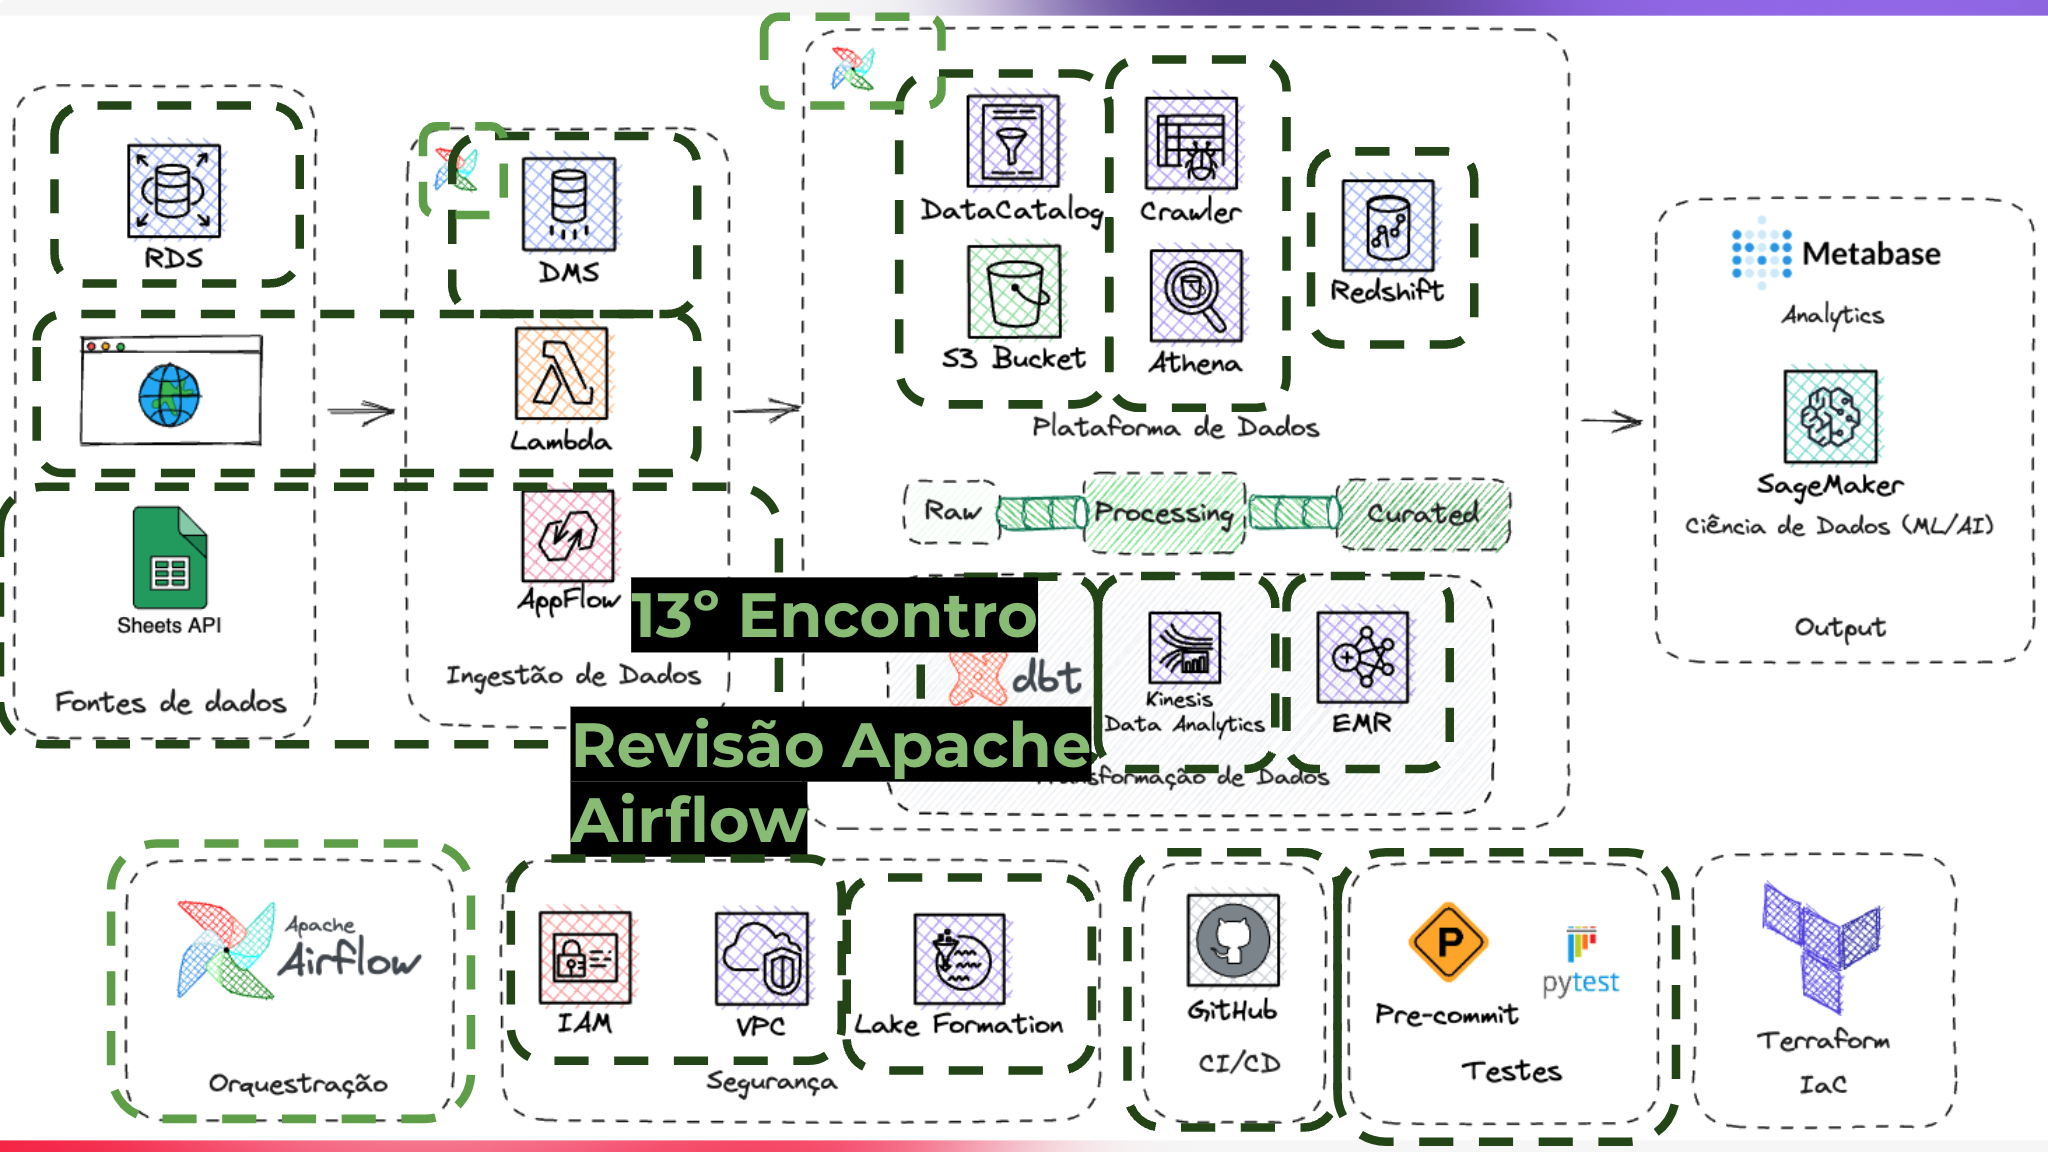 RDS
Sheets API
Fontes de dados
DMS
Lambda
AppFlow
Ingestão de Dados
DataCatalog
Crawler
S3 Bucket
Athena
Redshift
Plataforma de Dados
Raw
Processing
Curated
dbt
Kinesis
Data Analytics
EMR
Transformação de Dados
Metabase
Analytics
SageMaker
Ciência de Dados (ML/AI)
Output
13º Encontro
Revisão Apache
Airflow
Apache
Airflow
Orquestração
IAM
VPC
Lake Formation
Segurança
GitHub
CI/CD
P
Pre-commit
pytest
Testes
Terraform
IaC